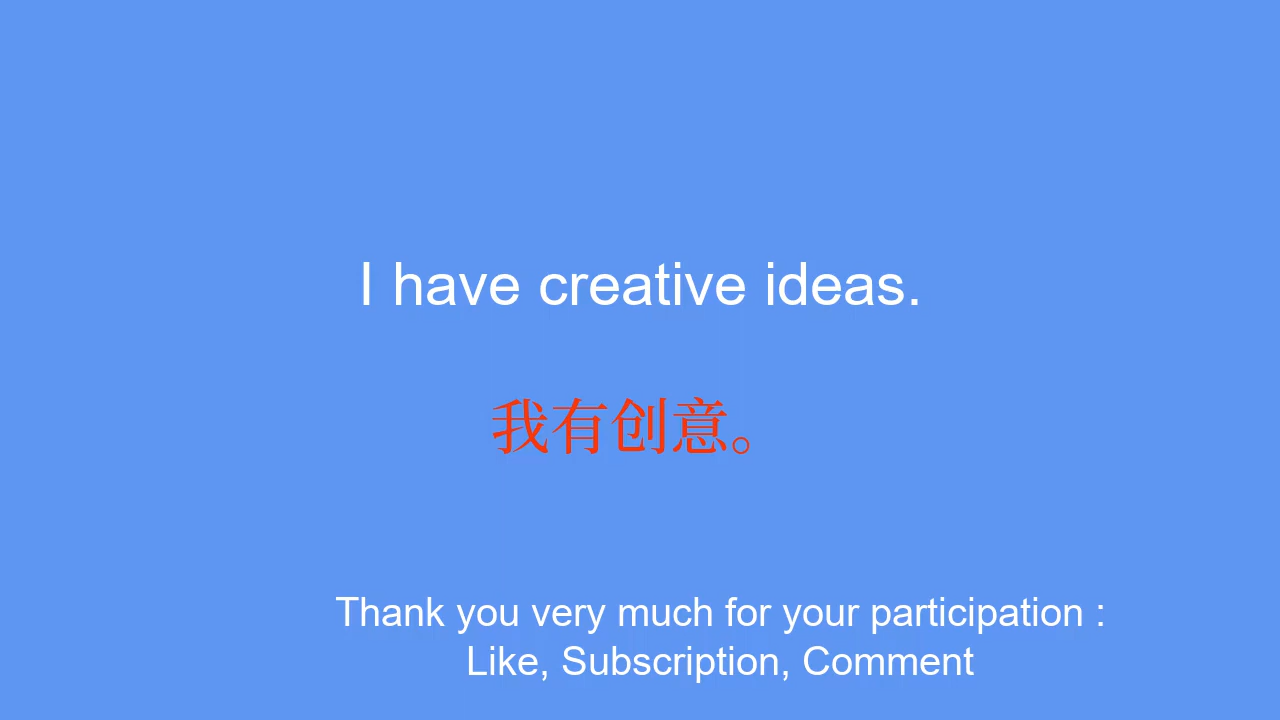 I have creative ideas.
我有创意。
Thank you very much for your participation :
Like, Subscription, Comment